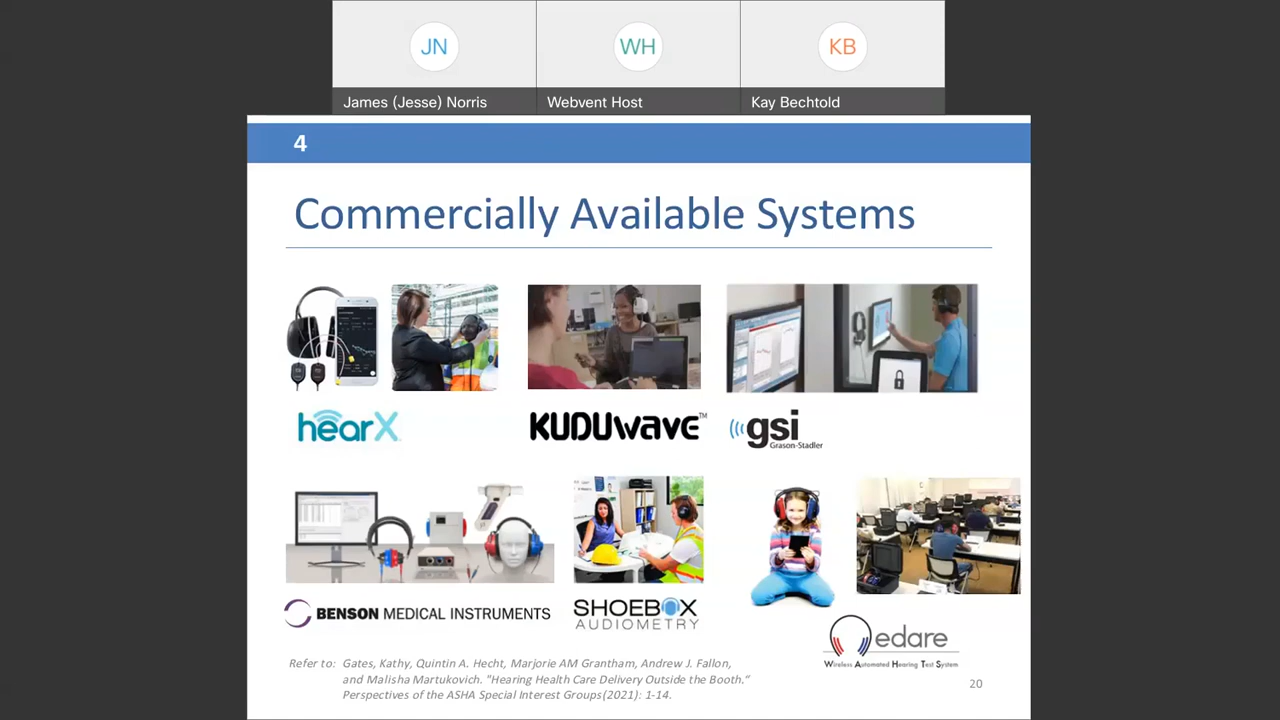 JN
WH
KB
James (Jesse) Norris
Webvent Host
Kay Bechtold
4
Commercially Available Systems
hearX
KUDUwave™
gsi
Grason-Stadler
BENSON MEDICAL INSTRUMENTS
SHOEBOX
AUDIOMETRY
edare
Wireless Automated Hearing Test System
Refer to: Gates, Kathy, Quintin A. Hecht, Marjorie AM Grantham, Andrew J. Fallon,
and Malisha Martukovich. "Hearing Health Care Delivery Outside the Booth."
Perspectives of the ASHA Special Interest Groups(2021): 1-14.
20